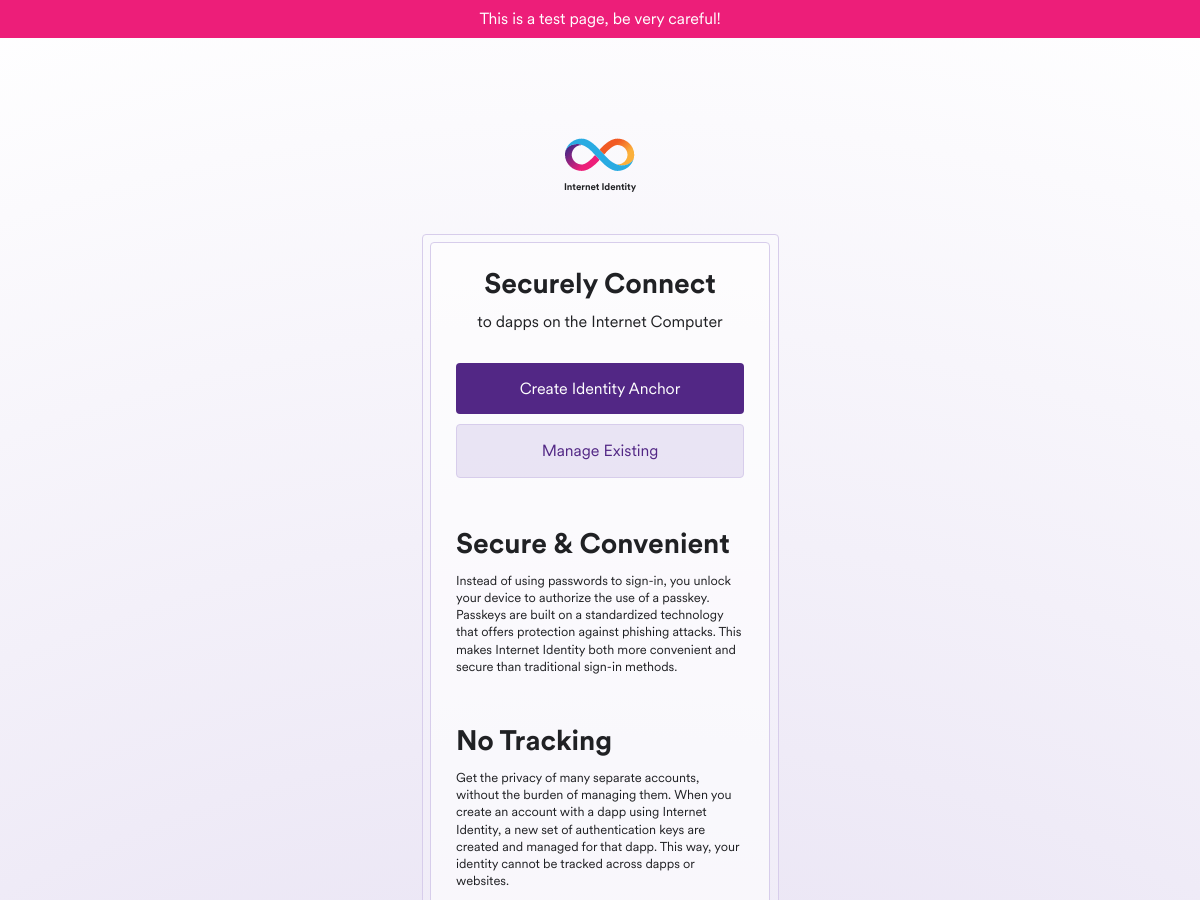 This is a test page, be very careful!
Internet Identity
Securely Connect
to dapps on the Internet Computer
Create Identity Anchor
Manage Existing
Secure & Convenient
Instead of using passwords to sign-in, you unlock
your device to authorize the use of a passkey.
Passkeys are built on a standardized technology
that offers protection against phishing attacks. This
makes Internet Identity both more convenient and
secure than traditional sign-in methods.
No Tracking
Get the privacy of many separate accounts,
without the burden of managing them. When you
create an account with a dapp using Internet
Identity, a new set of authentication keys are
created and managed for that dapp. This way, your
identity cannot be tracked across dapps or
websites.